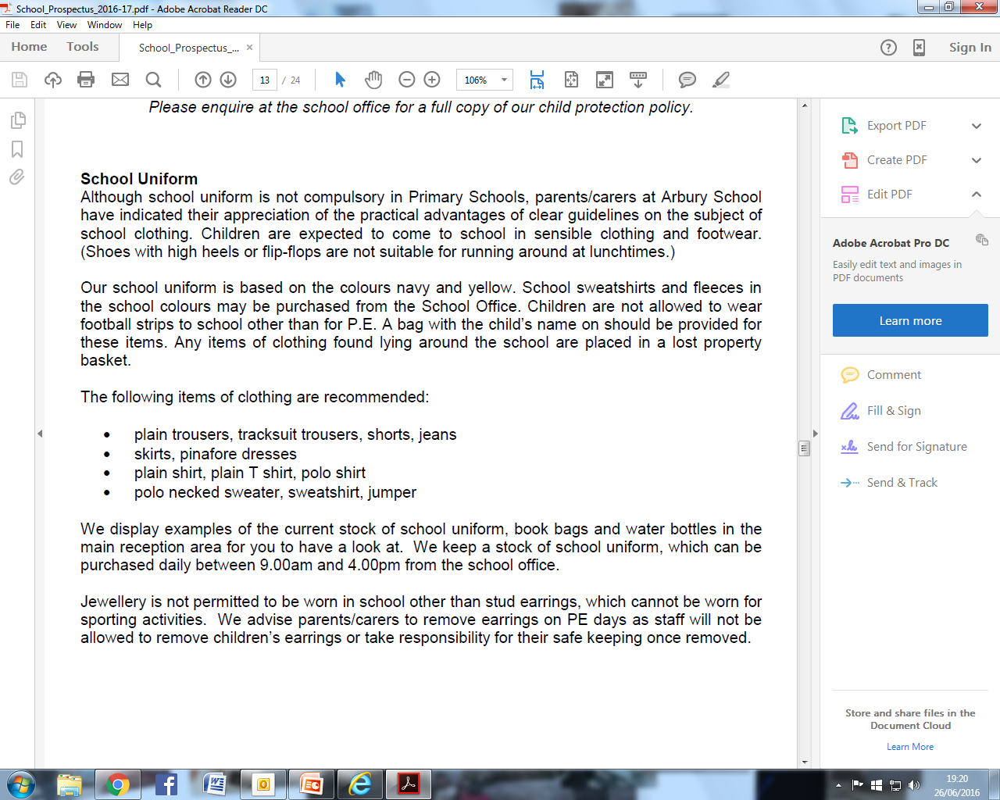 School_Prospectus_2016-17.pdf - Adobe Acrobat Reader DC
File Edit View Window Help
Home Tools School_Prospectus_... × Sign In
13 / 24 106%
Please enquire at the school office for a full copy of our child protection policy.
School Uniform
Although school uniform is not compulsory in Primary Schools, parents/carers at Arbury School
have indicated their appreciation of the practical advantages of clear guidelines on the subject of
school clothing. Children are expected to come to school in sensible clothing and footwear.
(Shoes with high heels or flip-flops are not suitable for running around at lunchtimes.)
Our school uniform is based on the colours navy and yellow. School sweatshirts and fleeces in
the school colours may be purchased from the School Office. Children are not allowed to wear
football strips to school other than for P.E. A bag with the child's name on should be provided for
these items. Any items of clothing found lying around the school are placed in a lost property
basket.
The following items of clothing are recommended:
• plain trousers, tracksuit trousers, shorts, jeans
• skirts, pinafore dresses
• plain shirt, plain T shirt, polo shirt
• polo necked sweater, sweatshirt, jumper
We display examples of the current stock of school uniform, book bags and water bottles in the
main reception area for you to have a look at. We keep a stock of school uniform, which can be
purchased daily between 9.00am and 4.00pm from the school office.
Jewellery is not permitted to be worn in school other than stud earrings, which cannot be worn for
sporting activities. We advise parents/carers to remove earrings on PE days as staff will not be
allowed to remove children's earrings or take responsibility for their safe keeping once removed.
Export PDF
Create PDF
Edit PDF
Adobe Acrobat Pro DC
Easily edit text and images in
PDF documents
Learn more
Comment
Fill & Sign
Send for Signature
Send & Track
Store and share files in the
Document Cloud
Learn More
19:20
26/06/2016